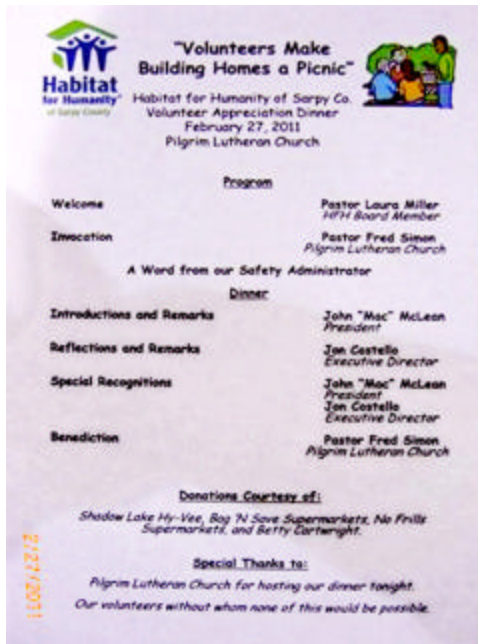 Habitat
for Humanity
of Sarpy County
"Volunteers Make
Building Homes a Picnic"
Habitat for Humanity of Sarpy Co.
Volunteer Appreciation Dinner
February 27, 2011
Pilgrim Lutheran Church
Program
Welcome Pastor Laura Miller
HFH Board Member
Invocation Pastor Fred Simon
Pilgrim Lutheran Church
A Word from our Safety Administrator
Dinner
Introductions and Remarks John "Mac" McLean
President
Reflections and Remarks Jon Costello
Executive Director
Special Recognitions John "Mac" McLean
President
Jon Costello
Executive Director
Benediction Pastor Fred Simon
Pilgrim Lutheran Church
Donations Courtesy of:
Shadow Lake Hy-Vee, Bag 'N Save Supermarkets, No Frills
Supermarkets, and Betty Cartwright.
Special Thanks to:
Pilgrim Lutheran Church for hosting our dinner tonight.
Our volunteers without whom none of this would be possible.
2/27/2011